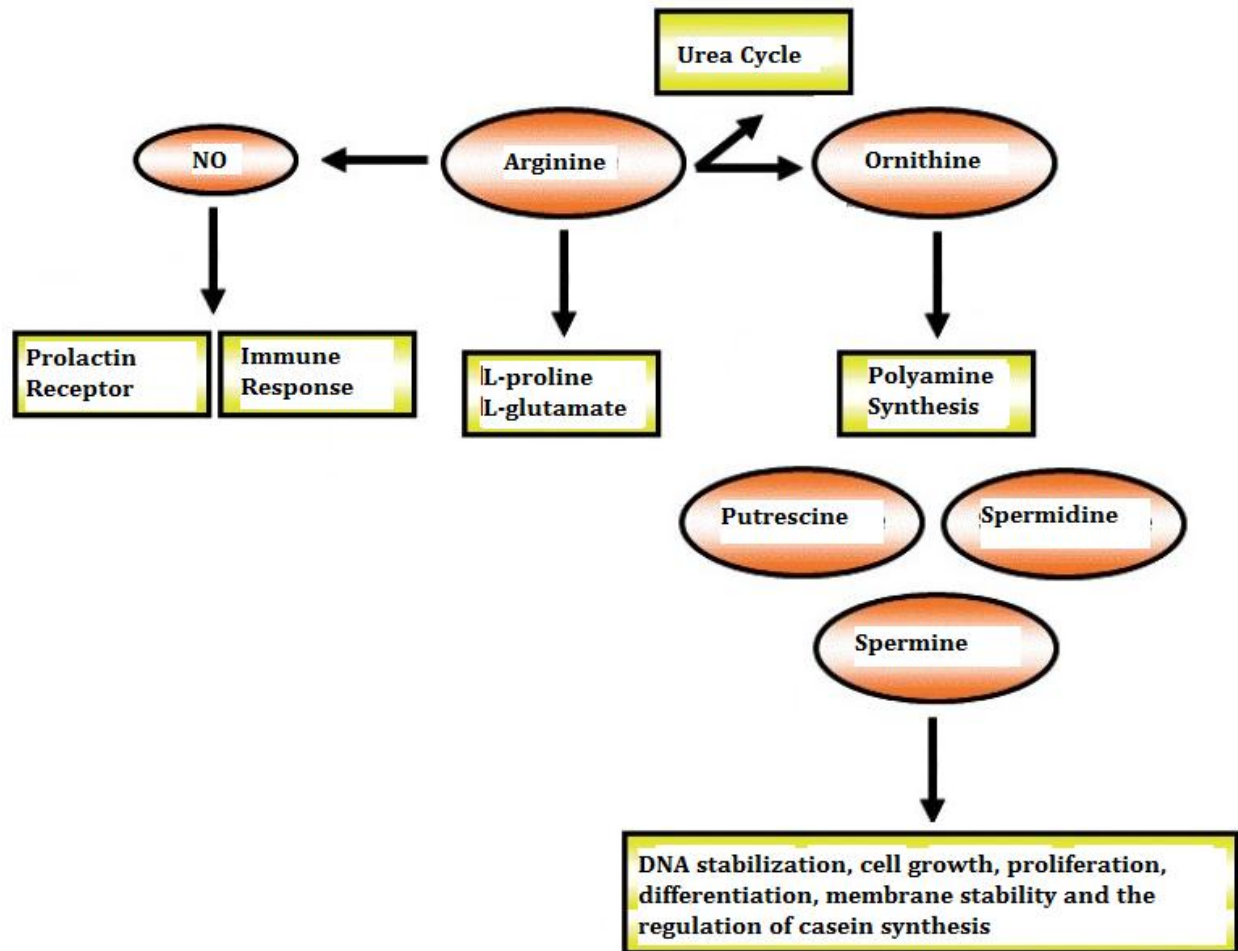 Urea Cycle
NO
Arginine
Ornithine
Prolactin
Receptor
Immune
Response
L-proline
L-glutamate
Polyamine
Synthesis
Putrescine
Spermidine
Spermine
DNA stabilization, cell growth, proliferation,
differentiation, membrane stability and the
regulation of casein synthesis